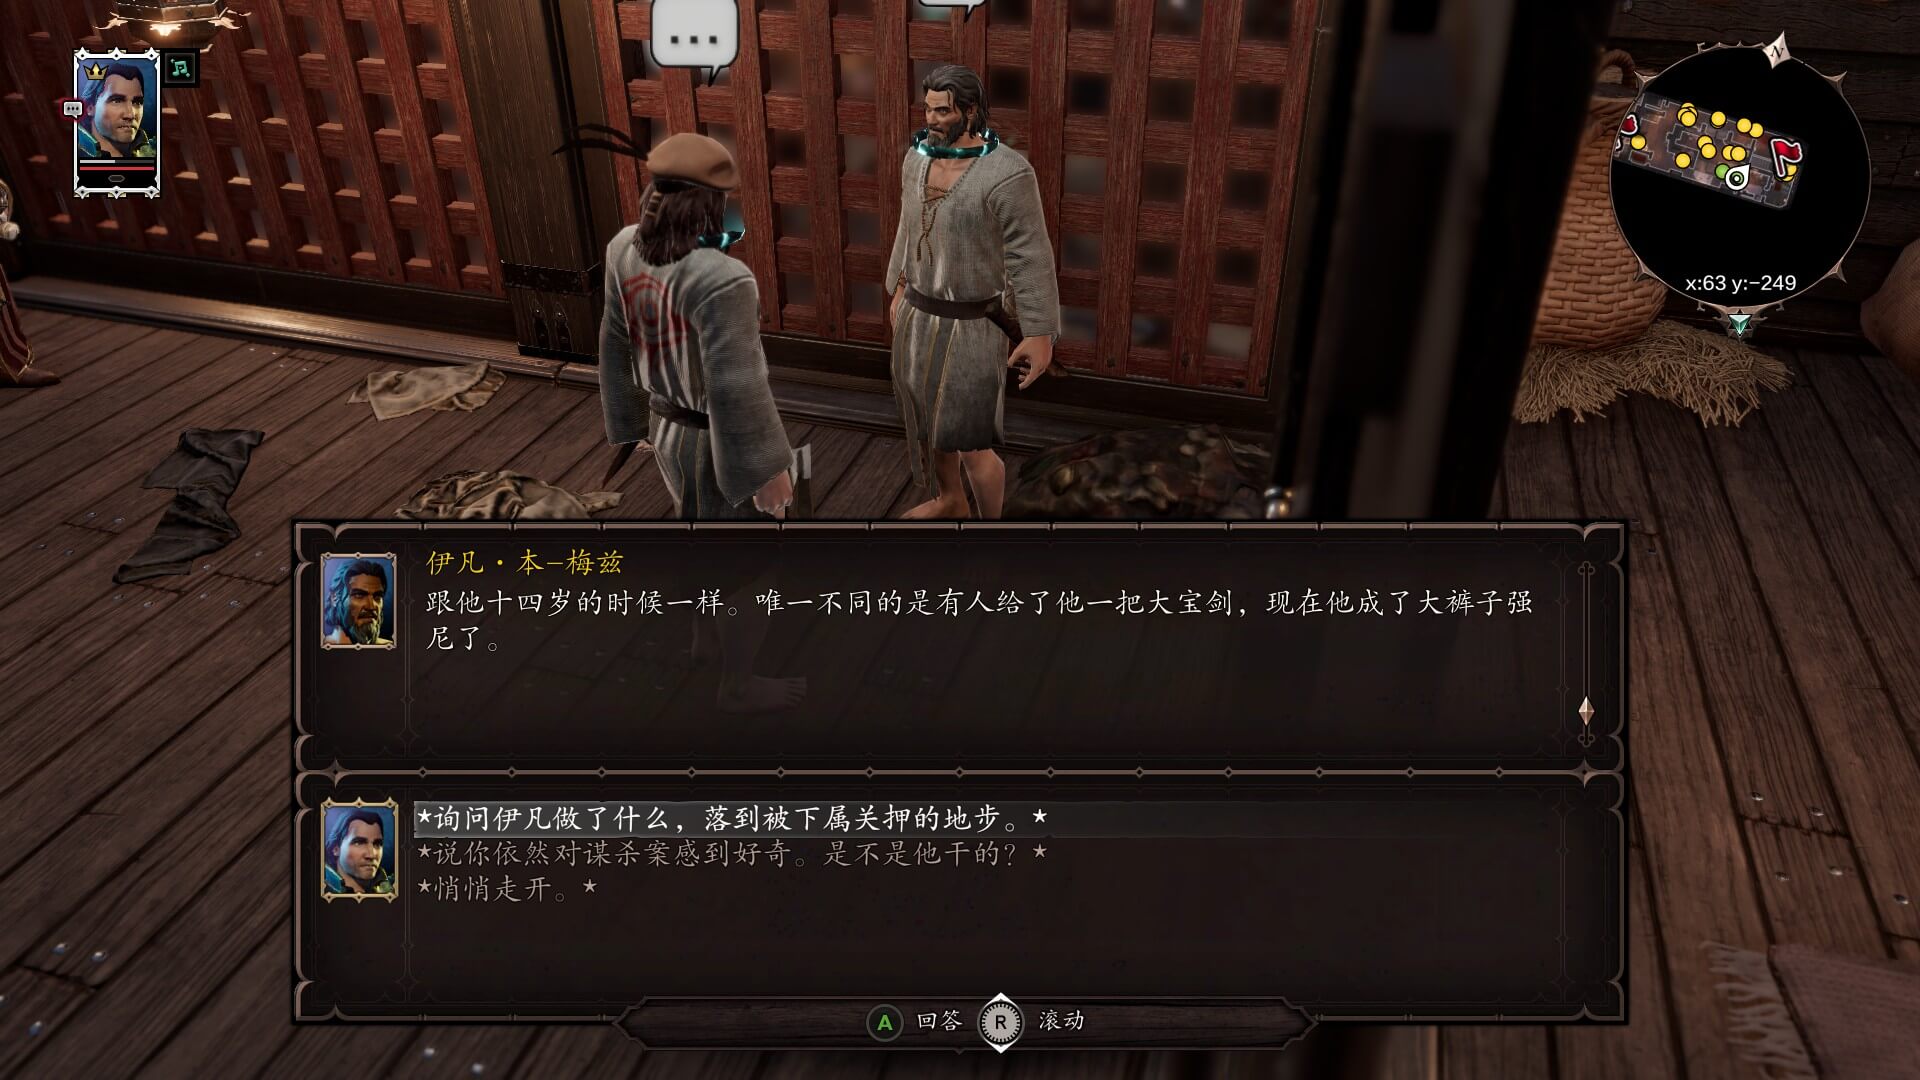 N
x:63 y:-249
伊凡·本-梅兹
跟他十四岁的时候一样。唯一不同的是有人给了他一把大宝剑，现在他成了大裤子强
尼了。
*询问伊凡做了什么，落到被下属关押的地步。*
*说你依然对谋杀案感到好奇。是不是他干的？*
*悄悄走开。*
A 回答 R 滚动